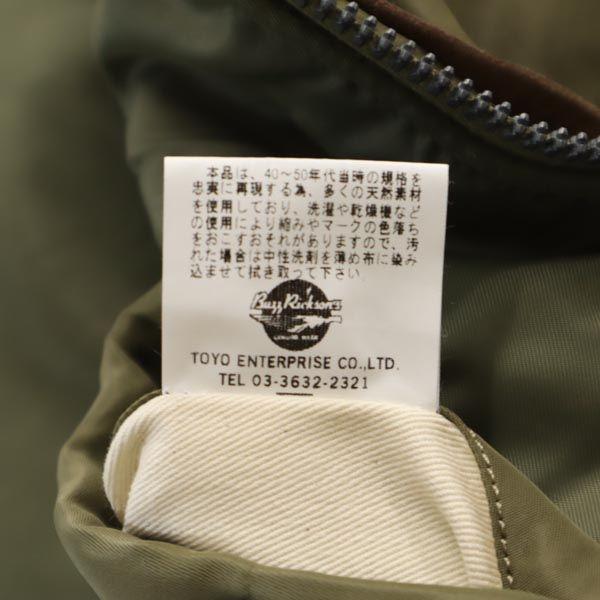 本品は、40〜50年代当時の規格を
忠実に再現する為、多くの天然素材
を使用しており、洗濯や乾燥機など
の使用により縮みやマークの色落ち
をおこすおそれがありますので、汚
れた場合は中性洗剤を薄め布に染み
込ませて拭き取って下さい。
Buzz Rickson's
GENUINE WEAR
TOYO ENTERPRISE CO.,LTD.
TEL 03-3632-2321